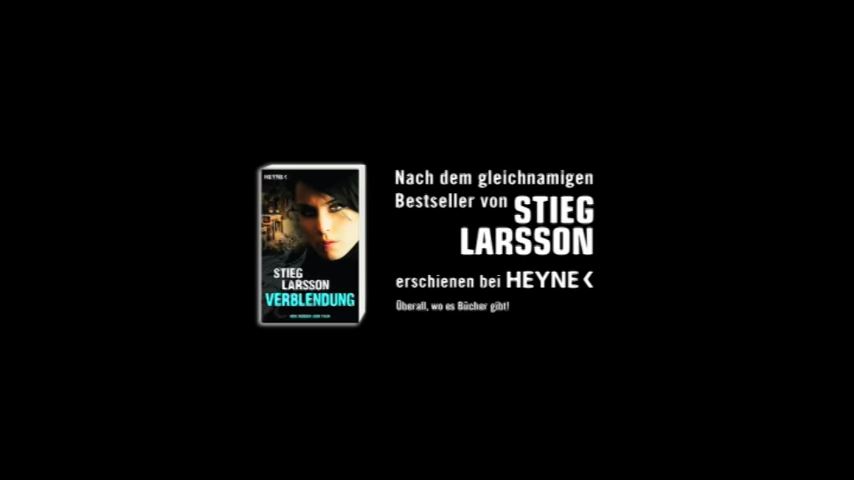 HEYNE
STIEG
LARSSON
VERBLENDUNG
Nach dem gleichnamigen
Bestseller von STIEG
LARSSON
erschienen bei HEYNE
Überall, wo es Bücher gibt!